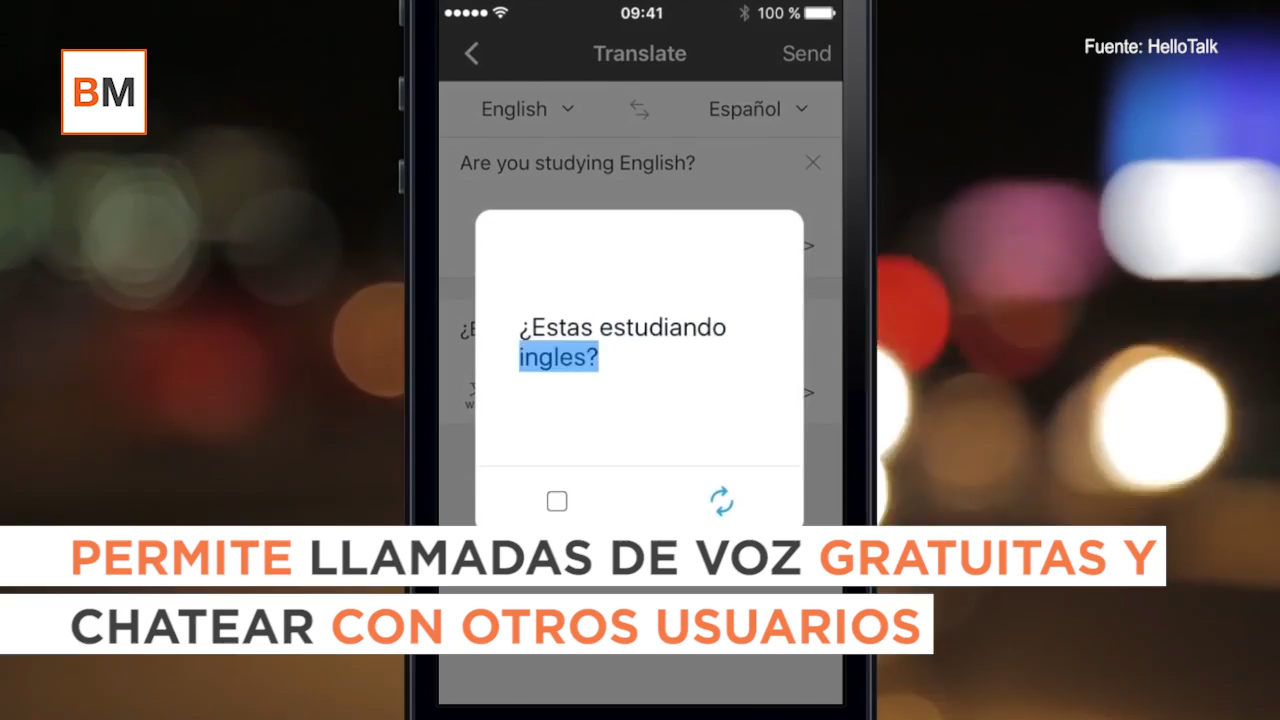 09:41
100 %
Translate
Send
Fuente: HelloTalk
BM
English
Español
Are you studying English?
¿Estas estudiando
ingles?
PERMITE LLAMADAS DE VOZ GRATUITAS Y
CHATEAR CON OTROS USUARIOS